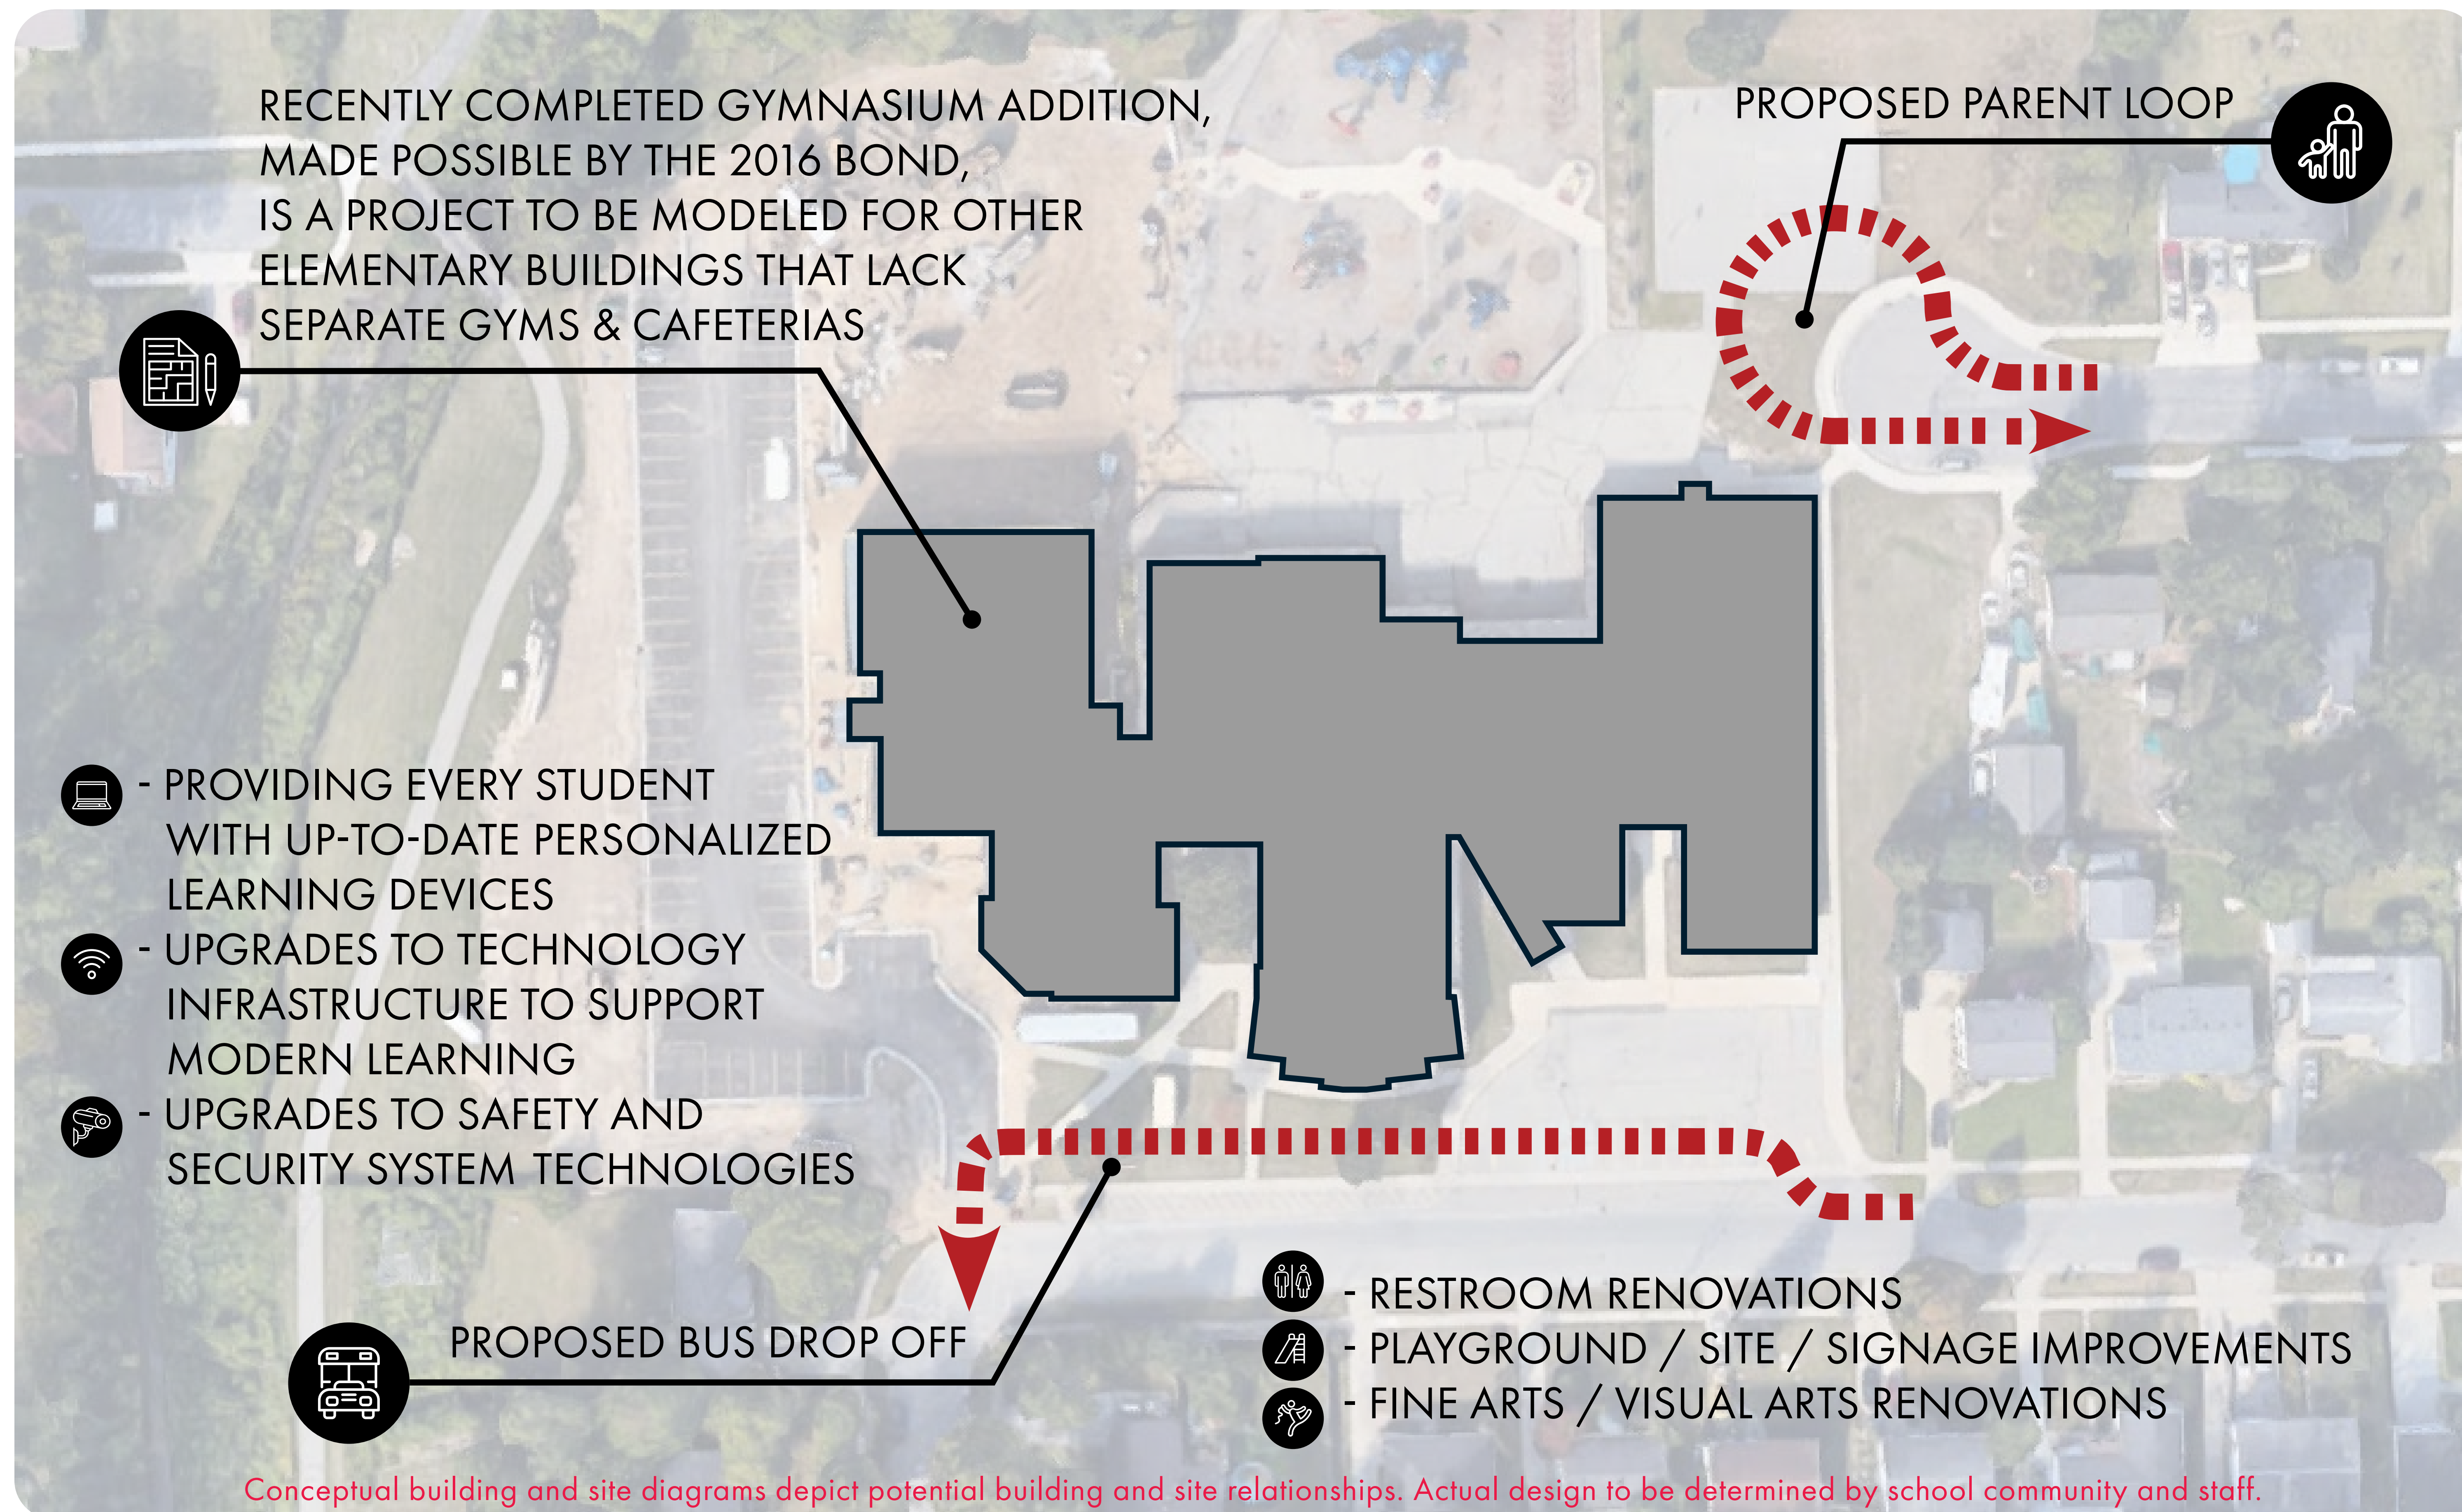 RECENTLY COMPLETED GYMNASIUM ADDITION,
MADE POSSIBLE BY THE 2016 BOND,
IS A PROJECT TO BE MODELED FOR OTHER
ELEMENTARY BUILDINGS THAT LACK
SEPARATE GYMS & CAFETERIAS
PROPOSED PARENT LOOP
- PROVIDING EVERY STUDENT
WITH UP-TO-DATE PERSONALIZED
LEARNING DEVICES
- UPGRADES TO TECHNOLOGY
INFRASTRUCTURE TO SUPPORT
MODERN LEARNING
- UPGRADES TO SAFETY AND
SECURITY SYSTEM TECHNOLOGIES
PROPOSED BUS DROP OFF
- RESTROOM RENOVATIONS
- PLAYGROUND / SITE / SIGNAGE IMPROVEMENTS
- FINE ARTS / VISUAL ARTS RENOVATIONS
Conceptual building and site diagrams depict potential building and site relationships. Actual design to be determined by school community and staff.